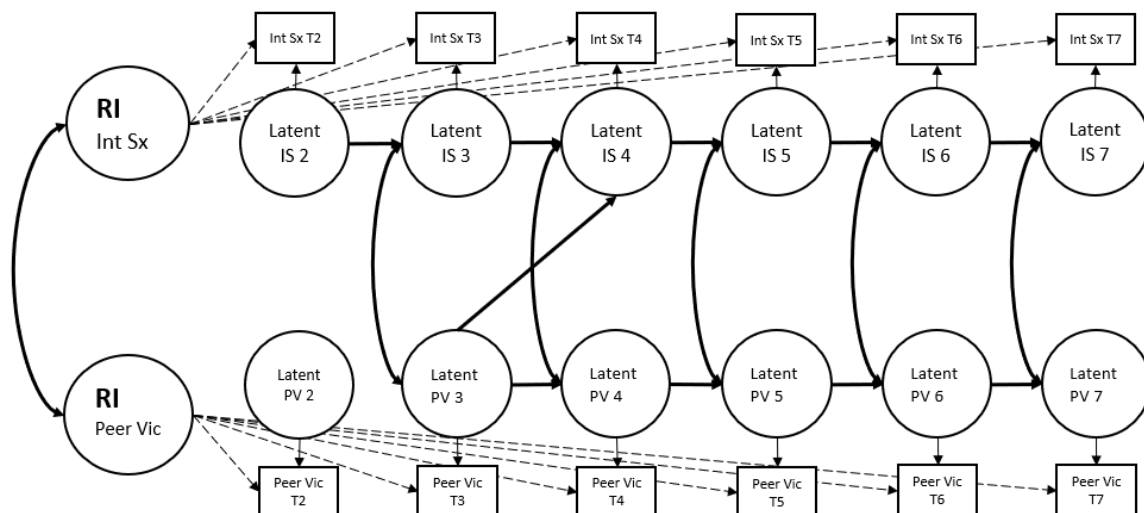 Int Sx T2
Int Sx T3
Int Sx T4
Int Sx T5
Int Sx T6
Int Sx T7
RI
Int Sx
Latent
IS 2
Latent
IS 3
Latent
IS 4
Latent
IS 5
Latent
IS 6
Latent
IS 7
RI
Peer Vic
Latent
PV 2
Latent
PV 3
Latent
PV 4
Latent
PV 5
Latent
PV 6
Latent
PV 7
Peer Vic
T2
Peer Vic
T3
Peer Vic
T4
Peer Vic
T5
Peer Vic
T6
Peer Vic
T7